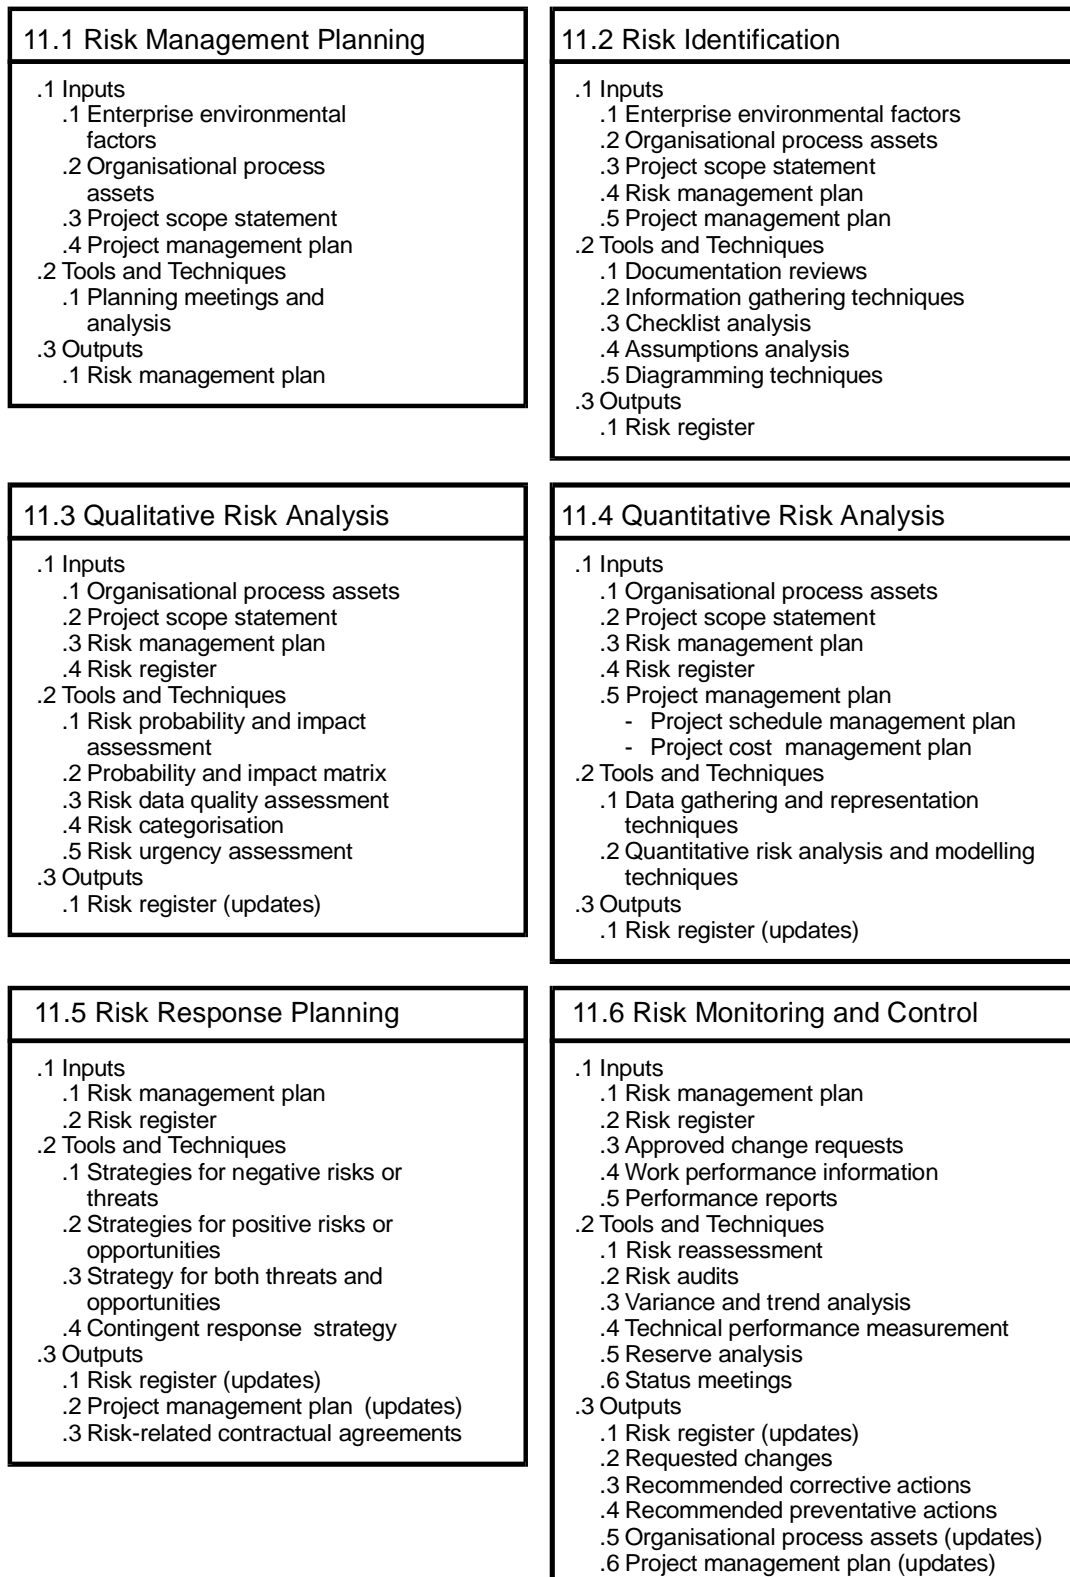 11.1 Risk Management Planning
.1 Inputs
.1 Enterprise environmental
factors
.2 Organisational process
assets
.3 Project scope statement
.4 Project management plan
.2 Tools and Techniques
.1 Planning meetings and
analysis
.3 Outputs
.1 Risk management plan
11.2 Risk Identification
.1 Inputs
.1 Enterprise environmental factors
.2 Organisational process assets
.3 Project scope statement
.4 Risk management plan
.5 Project management plan
.2 Tools and Techniques
.1 Documentation reviews
.2 Information gathering techniques
.3 Checklist analysis
.4 Assumptions analysis
.5 Diagramming techniques
.3 Outputs
.1 Risk register
11.3 Qualitative Risk Analysis
.1 Inputs
.1 Organisational process assets
.2 Project scope statement
.3 Risk management plan
.4 Risk register
.2 Tools and Techniques
.1 Risk probability and impact
assessment
.2 Probability and impact matrix
.3 Risk data quality assessment
.4 Risk categorisation
.5 Risk urgency assessment
.3 Outputs
.1 Risk register (updates)
11.4 Quantitative Risk Analysis
.1 Inputs
.1 Organisational process assets
.2 Project scope statement
.3 Risk management plan
.4 Risk register
.5 Project management plan
- Project schedule management plan
- Project cost management plan
.2 Tools and Techniques
.1 Data gathering and representation
techniques
.2 Quantitative risk analysis and modelling
techniques
.3 Outputs
.1 Risk register (updates)
11.5 Risk Response Planning
.1 Inputs
.1 Risk management plan
.2 Risk register
.2 Tools and Techniques
.1 Strategies for negative risks or
threats
.2 Strategies for positive risks or
opportunities
.3 Strategy for both threats and
opportunities
.4 Contingent response strategy
.3 Outputs
.1 Risk register (updates)
.2 Project management plan (updates)
.3 Risk-related contractual agreements
11.6 Risk Monitoring and Control
.1 Inputs
.1 Risk management plan
.2 Risk register
.3 Approved change requests
.4 Work performance information
.5 Performance reports
.2 Tools and Techniques
.1 Risk reassessment
.2 Risk audits
.3 Variance and trend analysis
.4 Technical performance measurement
.5 Reserve analysis
.6 Status meetings
.3 Outputs
.1 Risk register (updates)
.2 Requested changes
.3 Recommended corrective actions
.4 Recommended preventative actions
.5 Organisational process assets (updates)
.6 Project management plan (updates)